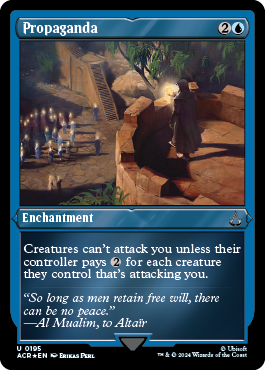 Propaganda 2
Enchantment
Creatures can't attack you unless their
controller pays 2 for each creature
they control that's attacking you.
"So long as men retain free will, there
can be no peace."
—Al Mualim, to Altaïr
U 0195
ACR★EN ERIKAS PERL
© Ubisoft
™ & © 2024 Wizards of the Coast